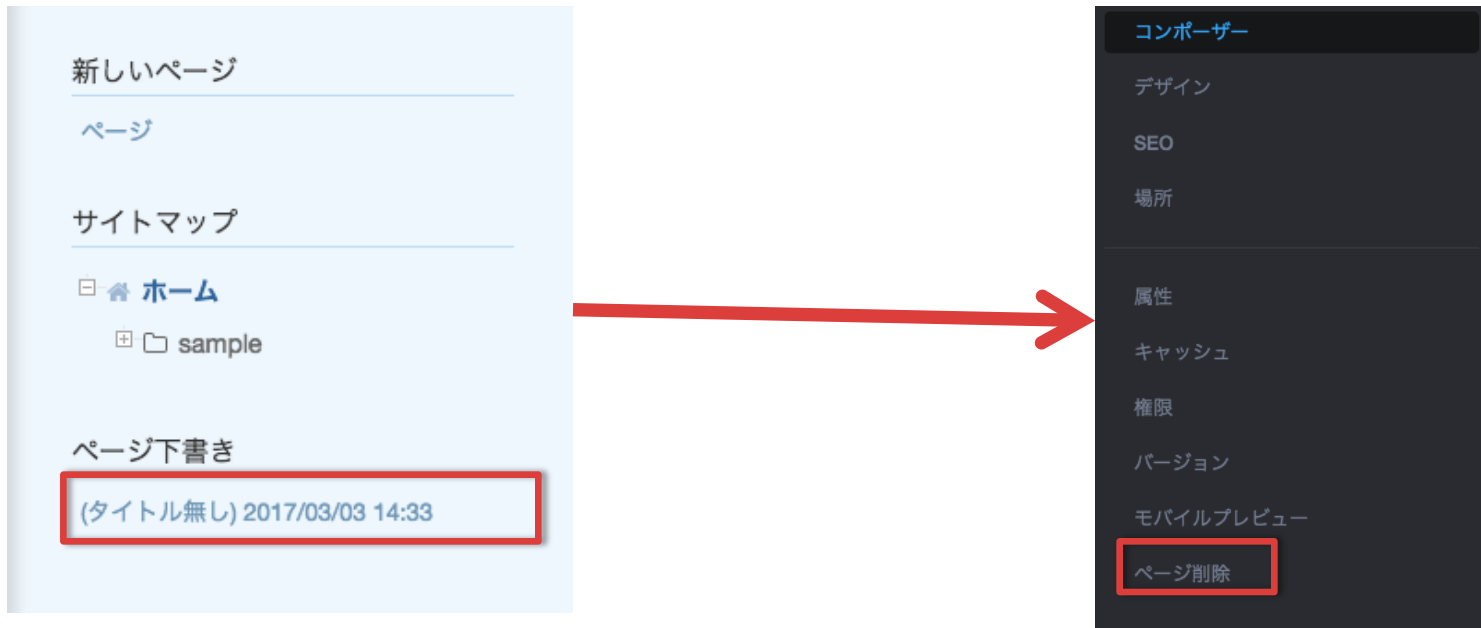 新しいページ
ページ
サイトマップ
ホーム
sample
ページ下書き
(タイトル無し) 2017/03/03 14:33
コンポーザー
デザイン
SEO
場所
属性
キャッシュ
権限
バージョン
モバイルプレビュー
ページ削除